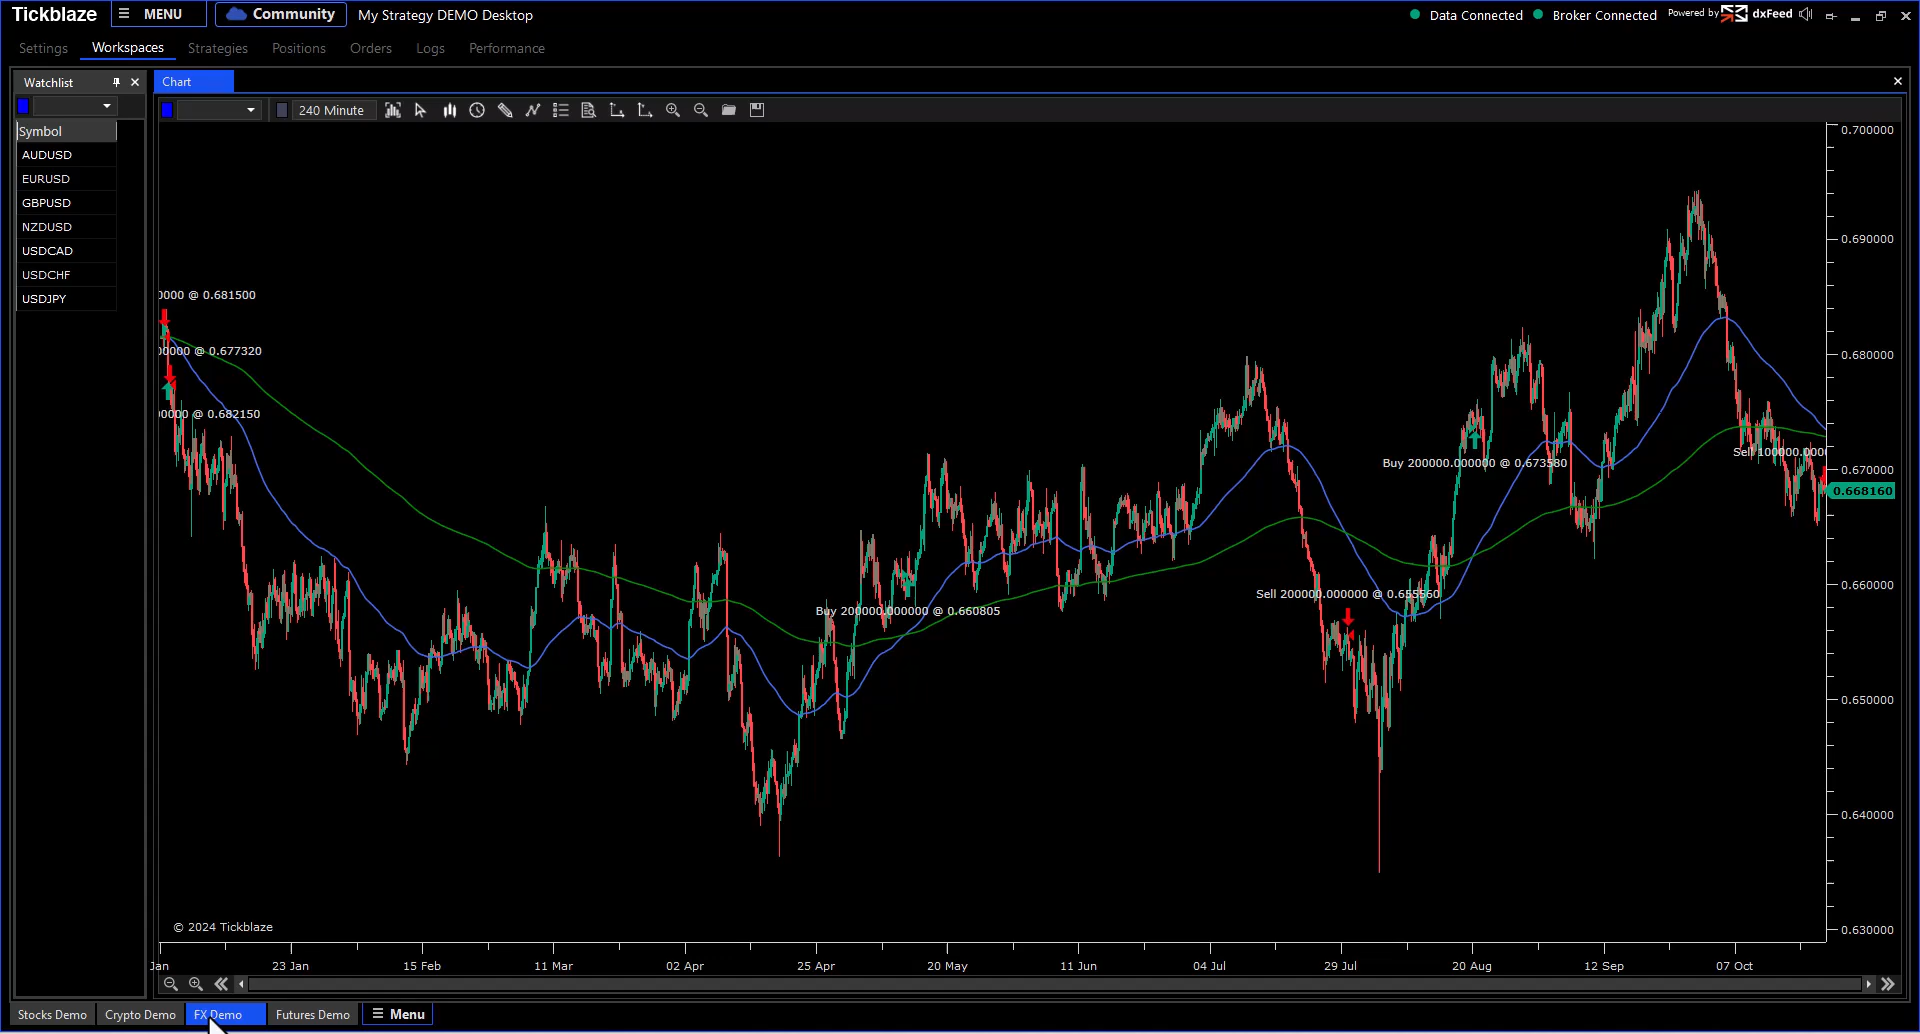 Tickblaze
MENU
Community
My Strategy DEMO Desktop
Data Connected
Broker Connected
Powered by
dxFeed
Settings
Workspaces
Strategies
Positions
Orders
Logs
Performance
Watchlist
Chart
240 Minute
Symbol
AUDUSD
EURUSD
GBPUSD
NZDUSD
USDCAD
USDCHF
USDJPY
0000 @ 0.681500
0000 @ 0.677320
0000 @ 0.682150
Buy 200000.000000 @ 0.660805
Sell 200000.000000 @ 0.655560
Buy 200000.000000 @ 0.673580
Sell 100000.000
0.700000
0.690000
0.680000
0.670000
0.668160
0.660000
0.650000
0.640000
0.630000
© 2024 Tickblaze
Jan
23 Jan
15 Feb
11 Mar
02 Apr
25 Apr
20 May
11 Jun
04 Jul
29 Jul
20 Aug
12 Sep
07 Oct
Stocks Demo
Crypto Demo
FX Demo
Futures Demo
Menu